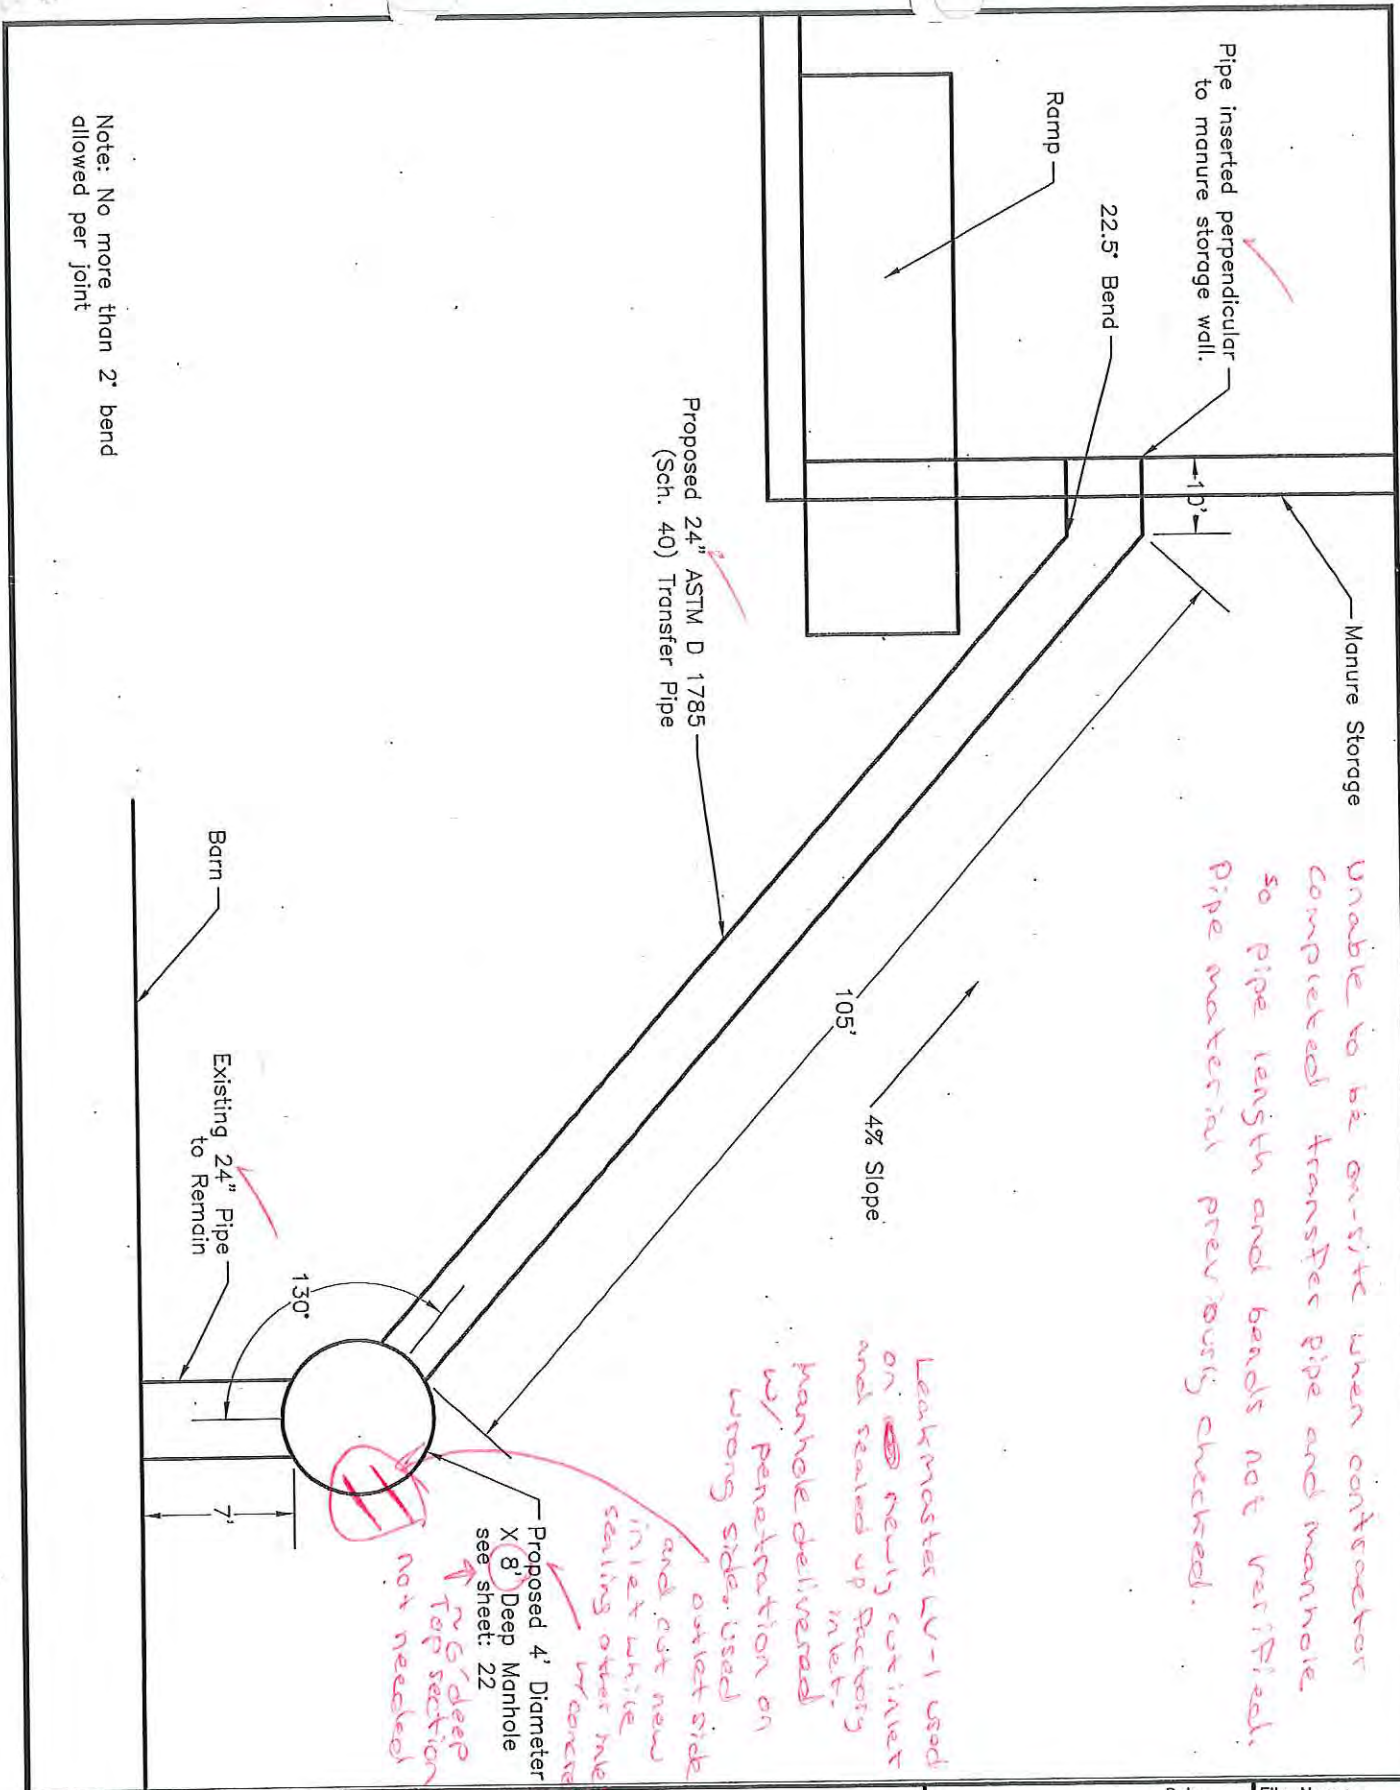 Pipe inserted perpendicular
to manure storage wall.
Ramp
22.5° Bend
10'
Manure Storage
Proposed 24" ASTM D 1785
(Sch. 40) Transfer Pipe
Note: No more than 2° bend
allowed per joint
105'
4% Slope
Barn
Existing 24" Pipe
to Remain
130°
7'
Proposed 4' Diameter
X 8' Deep Manhole
see sheet: 22
Unable to be on-site when contractor
completed transfer pipe and manhole
so pipe length and bends not verified.
Pipe material previously checked.
Leakmaster LV-1 used
on newly cut inlet
and sealed up factory
inlet.
Manhole delivered
w/ penetration on
wrong side. Used
outlet side
and cut new
inlet while
sealing other inle
w/ concre
~6' deep
Top section
not needed